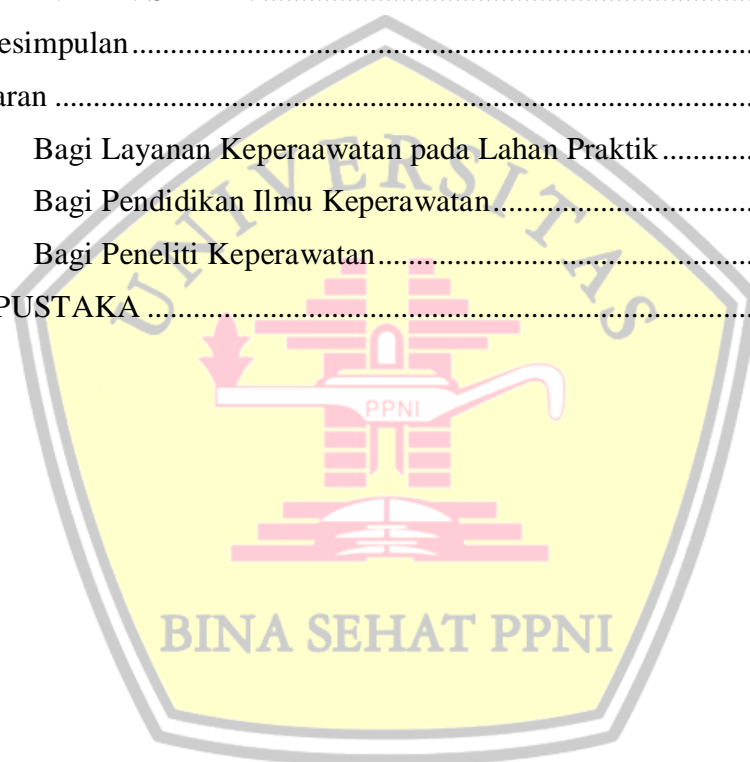 esimpulan
aran
Bagi Layanan Keperaawatan pada Lahan Praktik
Bagi Pendidikan Ilmu Keperawatan
Bagi Peneliti Keperawatan
PUSTAKA
UNIVERSITAS
PPNI
BINA SEHAT PPNI